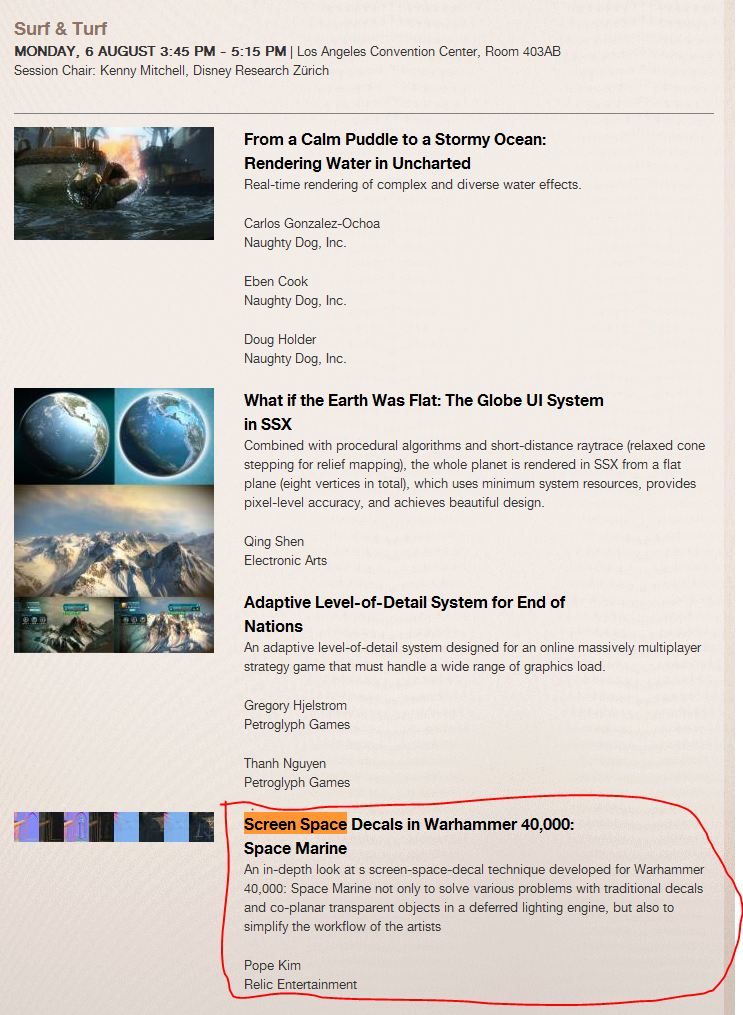 Surf & Turf
MONDAY, 6 AUGUST 3:45 PM - 5:15 PM | Los Angeles Convention Center, Room 403AB
Session Chair: Kenny Mitchell, Disney Research Zürich
From a Calm Puddle to a Stormy Ocean:
Rendering Water in Uncharted
Real-time rendering of complex and diverse water effects.
Carlos Gonzalez-Ochoa
Naughty Dog, Inc.
Eben Cook
Naughty Dog, Inc.
Doug Holder
Naughty Dog, Inc.
What if the Earth Was Flat: The Globe UI System
in SSX
Combined with procedural algorithms and short-distance raytrace (relaxed cone
stepping for relief mapping), the whole planet is rendered in SSX from a flat
plane (eight vertices in total), which uses minimum system resources, provides
pixel-level accuracy, and achieves beautiful design.
Qing Shen
Electronic Arts
Adaptive Level-of-Detail System for End of
Nations
An adaptive level-of-detail system designed for an online massively multiplayer
strategy game that must handle a wide range of graphics load.
Gregory Hjelstrom
Petroglyph Games
Thanh Nguyen
Petroglyph Games
Screen Space Decals in Warhammer 40,000:
Space Marine
An in-depth look at s screen-space-decal technique developed for Warhammer
40,000: Space Marine not only to solve various problems with traditional decals
and co-planar transparent objects in a deferred lighting engine, but also to
simplify the workflow of the artists
Pope Kim
Relic Entertainment